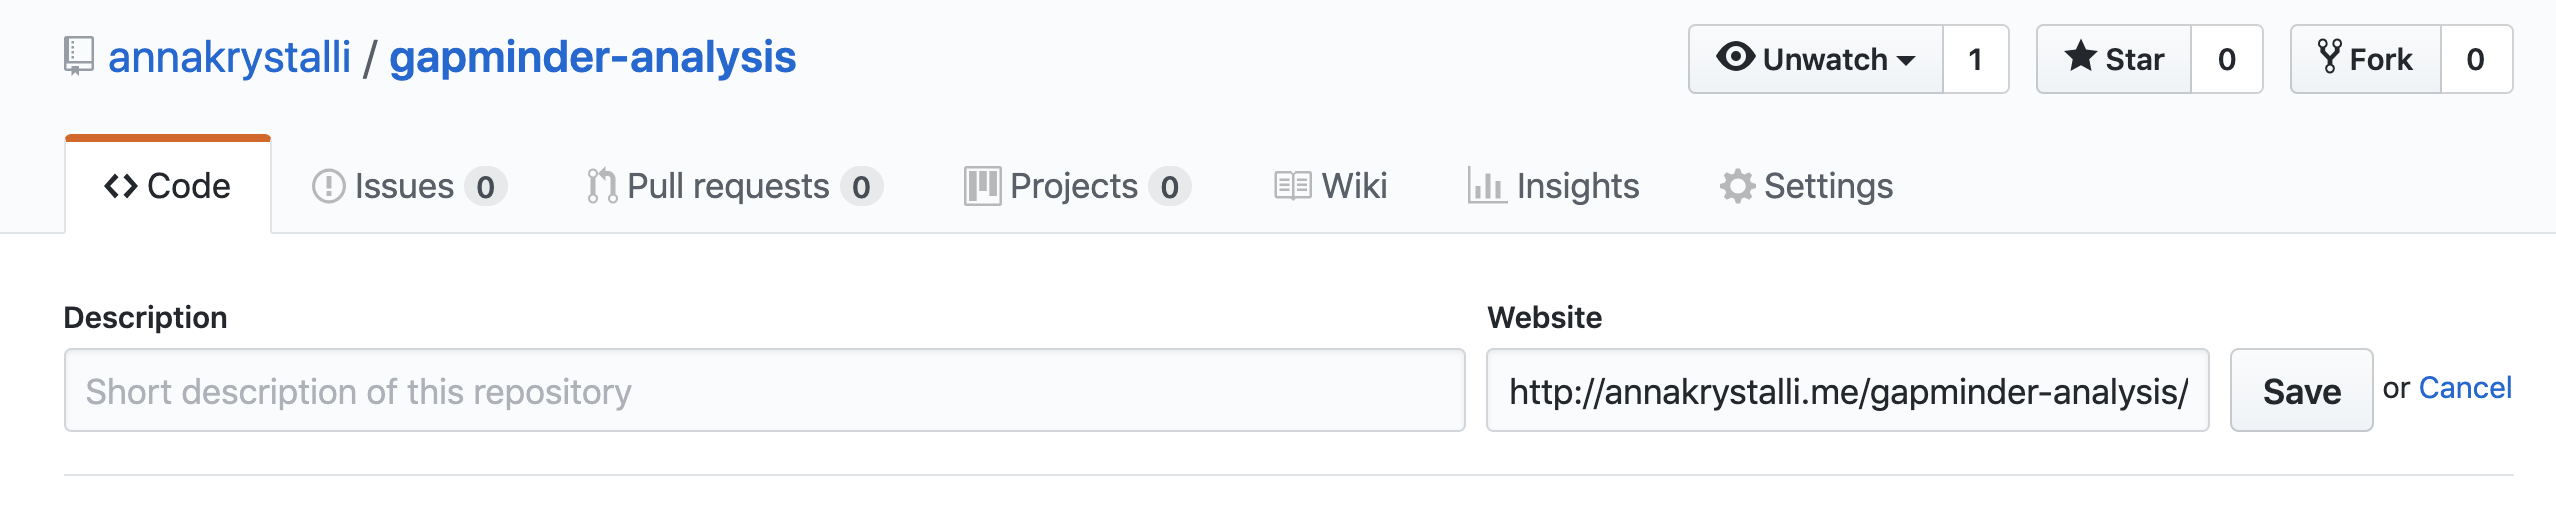 annakrystalli / gapminder-analysis Unwatch 1 Star 0 Fork 0
Code Issues 0 Pull requests 0 Projects 0 Wiki Insights Settings
Description Website
Short description of this repository http://annakrystalli.me/gapminder-analysis/ Save or Cancel